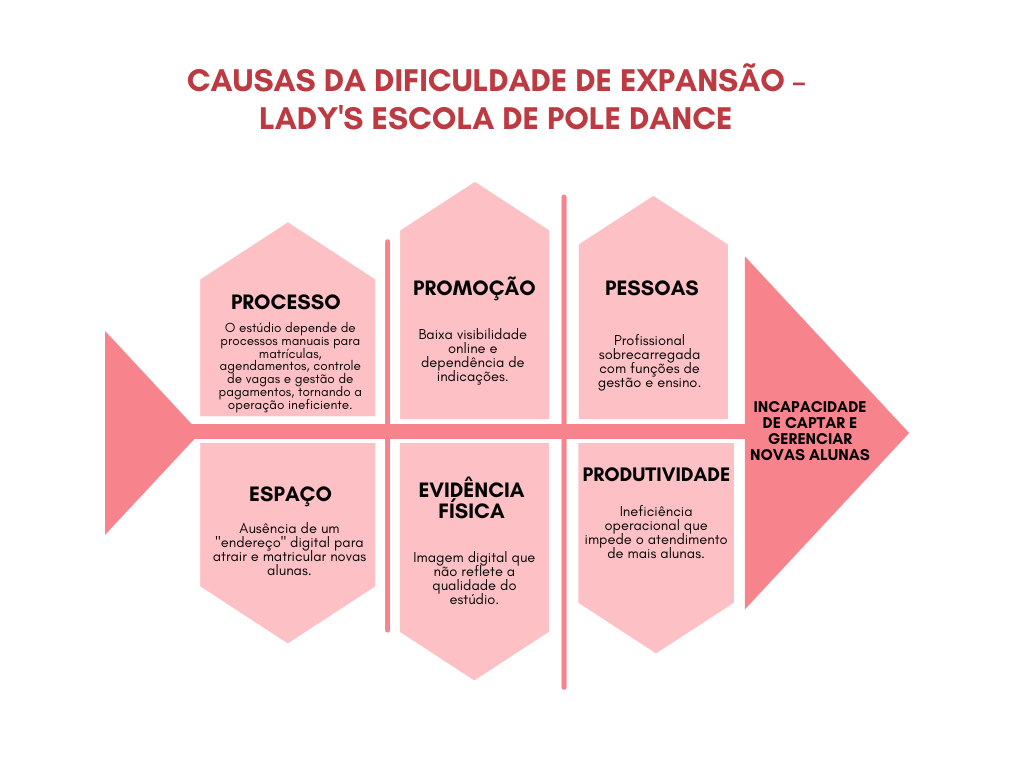 CAUSAS DA DIFICULDADE DE EXPANSÃO –
LADY'S ESCOLA DE POLE DANCE
PROCESSO
O estúdio depende de
processos manuais para
matrículas,
agendamentos, controle
de vagas e gestão de
pagamentos, tornando a
operação ineficiente.
PROMOÇÃO
Baixa visibilidade
online e
dependência de
indicações.
PESSOAS
Profissional
sobrecarregada
com funções de
gestão e ensino.
INCAPACIDADE
DE CAPTAR E
GERENCIAR
NOVAS ALUNAS
ESPAÇO
Ausência de um
"endereço" digital para
atrair e matricular novas
alunas.
EVIDÊNCIA
FÍSICA
Imagem digital que
não reflete a
qualidade do
estúdio.
PRODUTIVIDADE
Ineficiência
operacional que
impede o atendimento
de mais alunas.